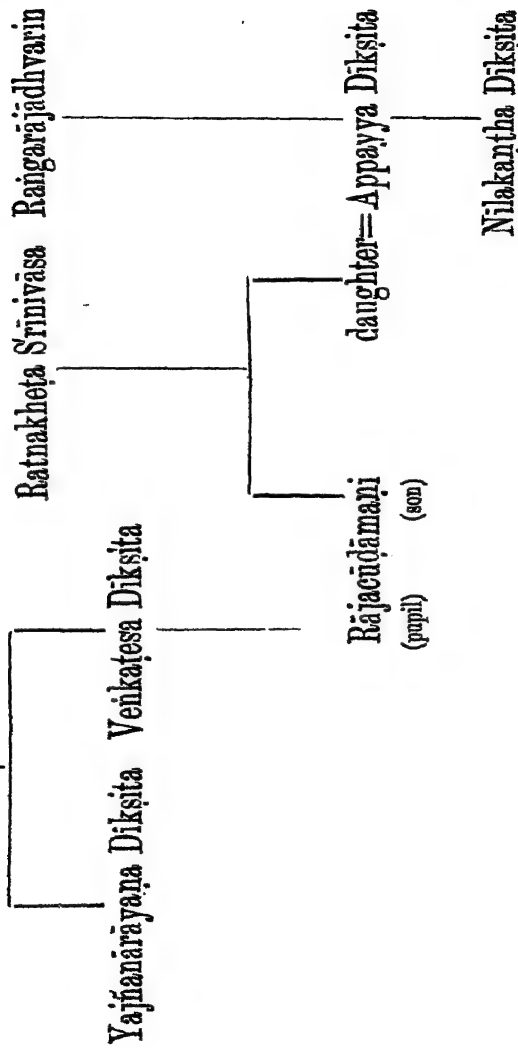 Ratnakheṭa Śrīnivāsa Raṅgarājādhvarin
Yajñanārāyaṇa Dīkṣita Veṅkaṭeśa Dīkṣita
Rājacūḍāmaṇi daughter=Appayya Dīkṣita
(pupil) (son)
Nīlakaṇṭha Dīkṣita